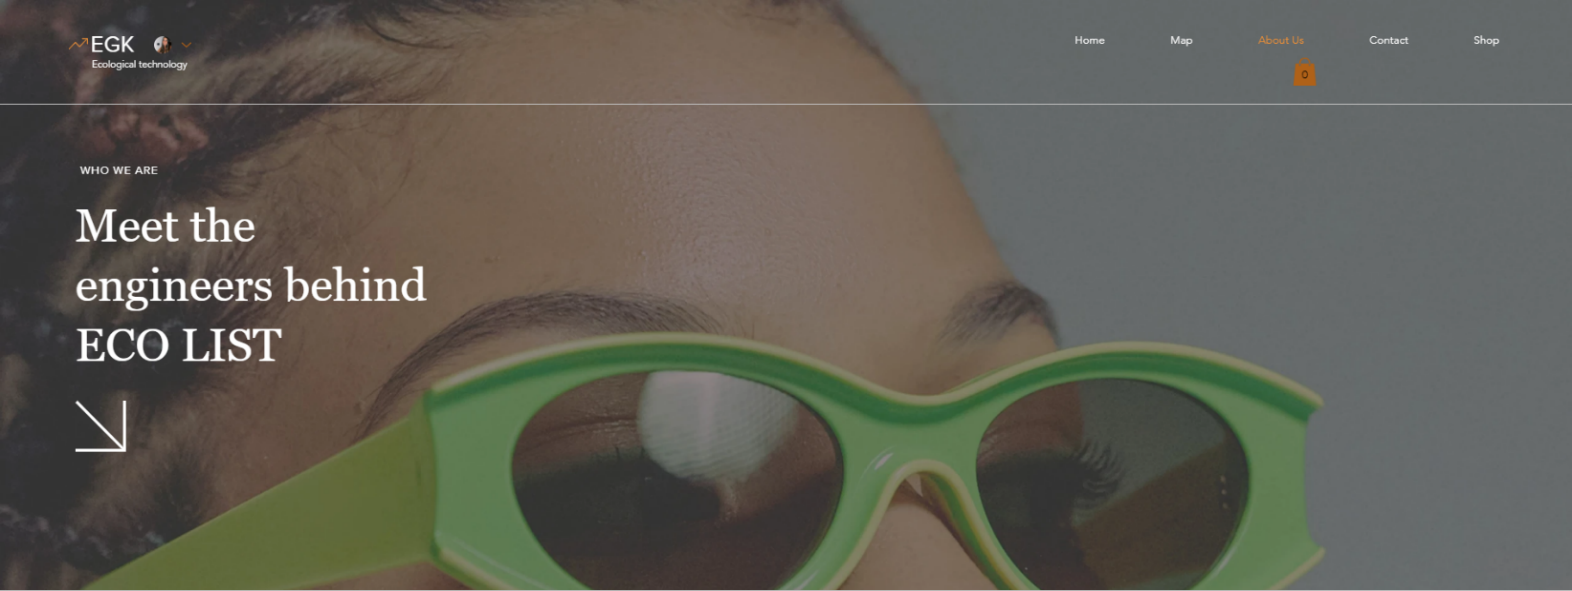 EGK
Ecological technology
Home Map About Us Contact Shop
0
WHO WE ARE
Meet the
engineers behind
ECO LIST